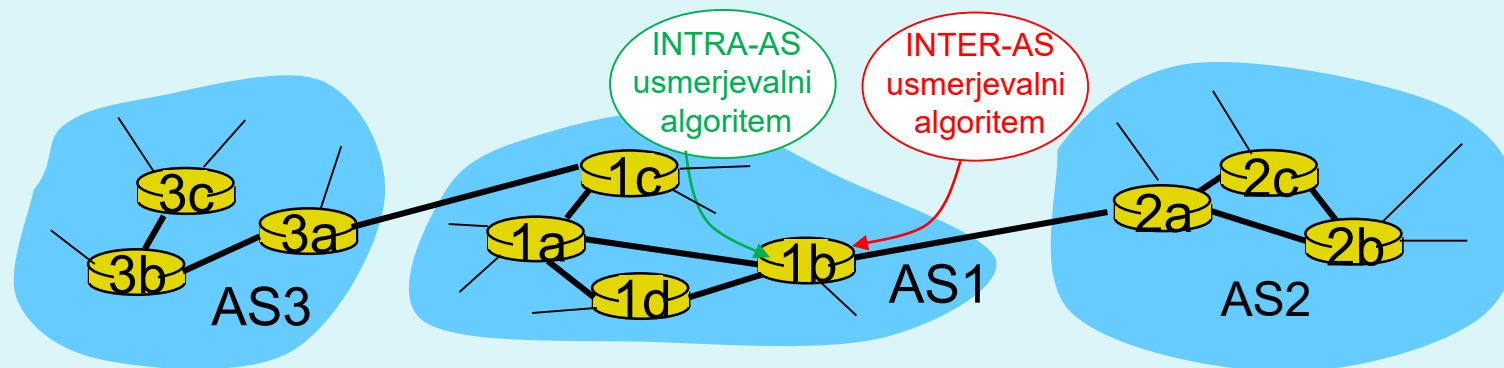 INTRA-AS
usmerjevalni
algoritem
INTER-AS
usmerjevalni
algoritem
3c
3a
3b
AS3
1c
1a
1b
1d
AS1
2c
2a
2b
AS2